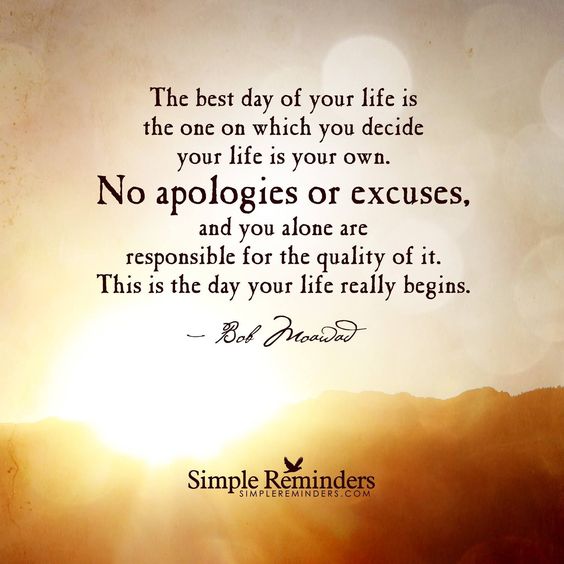 The best day of your life is
the one on which you decide
your life is your own.
No apologies or excuses,
and you alone are
responsible for the quality of it.
This is the day your life really begins.
– Bob Moawad
Simple Reminders
SIMPLEREMINDERS.COM